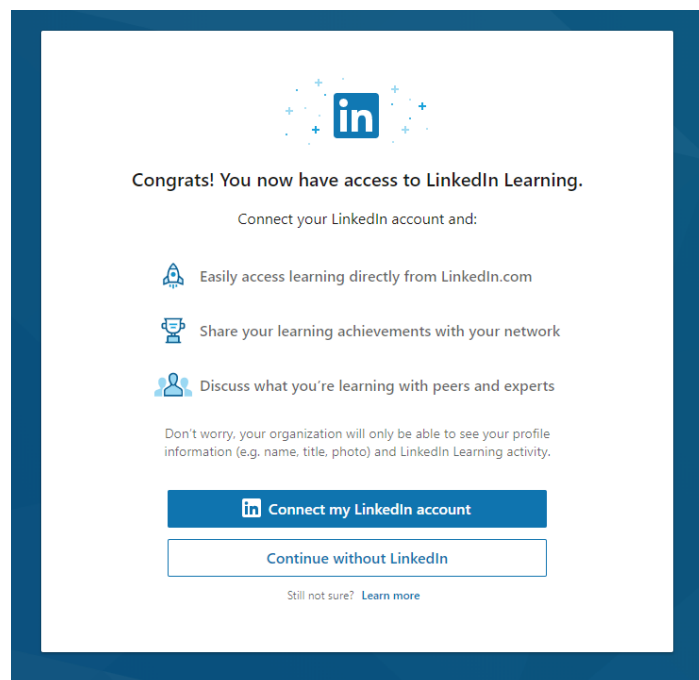 in
Congrats! You now have access to LinkedIn Learning.
Connect your LinkedIn account and:
Easily access learning directly from LinkedIn.com
Share your learning achievements with your network
Discuss what you're learning with peers and experts
Don't worry, your organization will only be able to see your profile
information (e.g. name, title, photo) and LinkedIn Learning activity.
in Connect my LinkedIn account
Continue without LinkedIn
Still not sure? Learn more